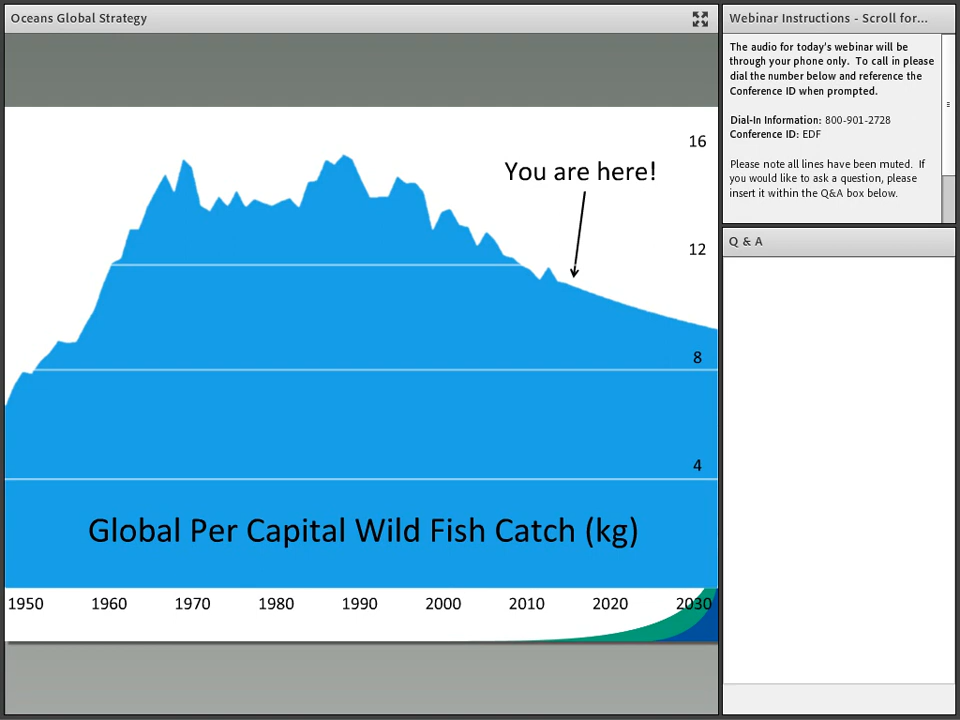 Oceans Global Strategy
16
You are here!
12
8
4
Global Per Capital Wild Fish Catch (kg)
1950 1960 1970 1980 1990 2000 2010 2020 2030
Webinar Instructions - Scroll for...
The audio for today's webinar will be
through your phone only. To call in please
dial the number below and reference the
Conference ID when prompted.
Dial-In Information: 800-901-2728
Conference ID: EDF
Please note all lines have been muted. If
you would like to ask a question, please
insert it within the Q&A box below.
Q & A